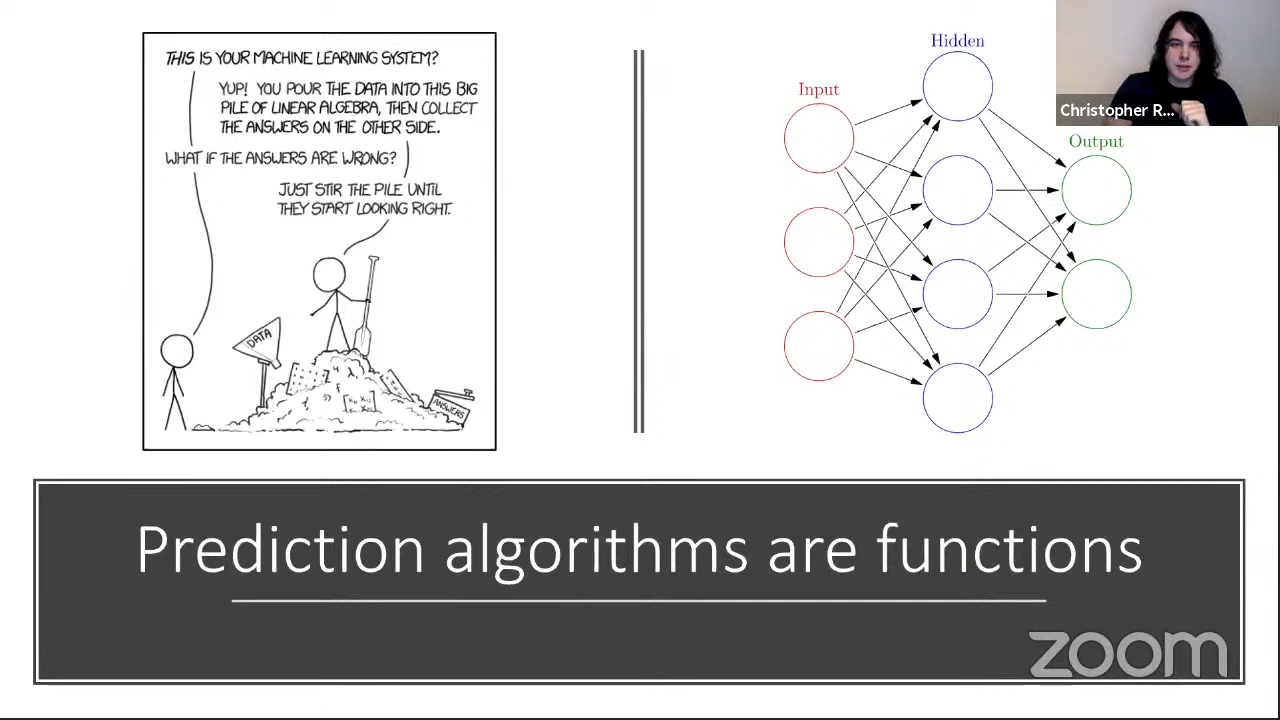 THIS IS YOUR MACHINE LEARNING SYSTEM?
YUP! YOU POUR THE DATA INTO THIS BIG
PILE OF LINEAR ALGEBRA, THEN COLLECT
THE ANSWERS ON THE OTHER SIDE.
WHAT IF THE ANSWERS ARE WRONG?
JUST STIR THE PILE UNTIL
THEY START LOOKING RIGHT.
DATA
ANSWERS
Hidden
Input
Christopher R...
Output
Prediction algorithms are functions
zoom